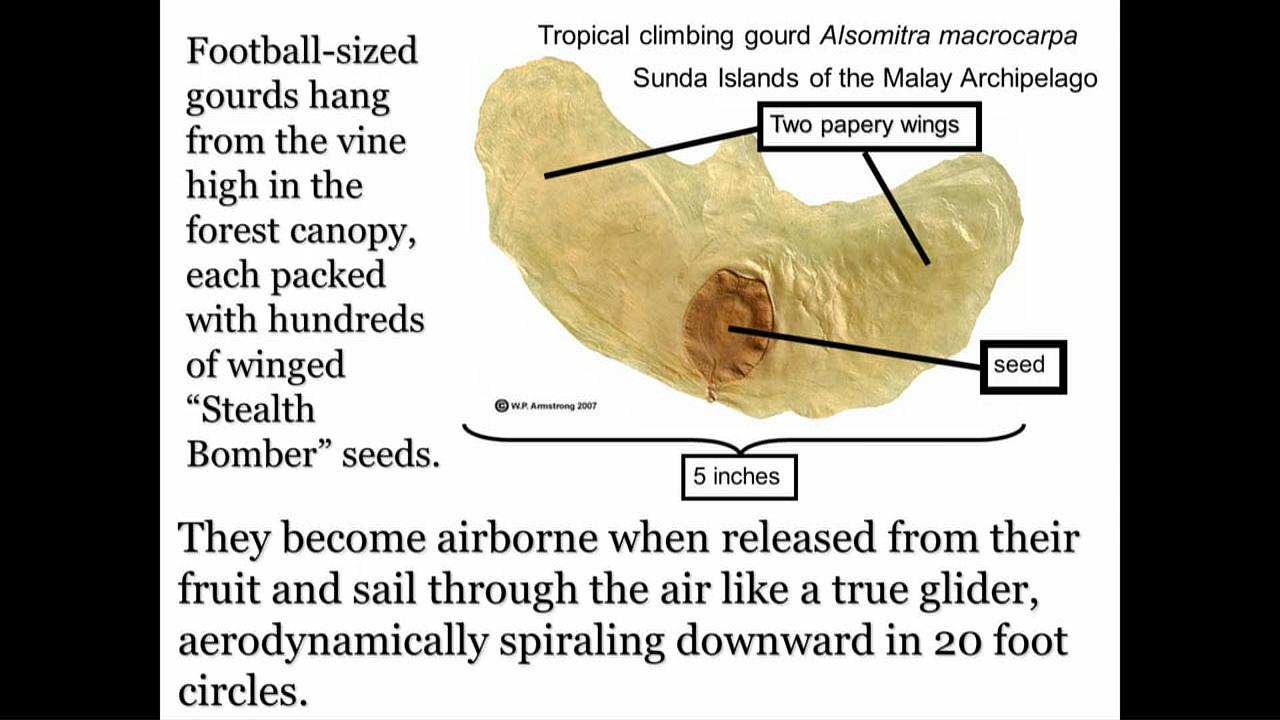 Football-sized
gourds hang
from the vine
high in the
forest canopy,
each packed
with hundreds
of winged
“Stealth
Bomber” seeds.
Tropical climbing gourd Alsomitra macrocarpa
Sunda Islands of the Malay Archipelago
Two papery wings
seed
© W.P. Armstrong 2007
5 inches
They become airborne when released from their
fruit and sail through the air like a true glider,
aerodynamically spiraling downward in 20 foot
circles.